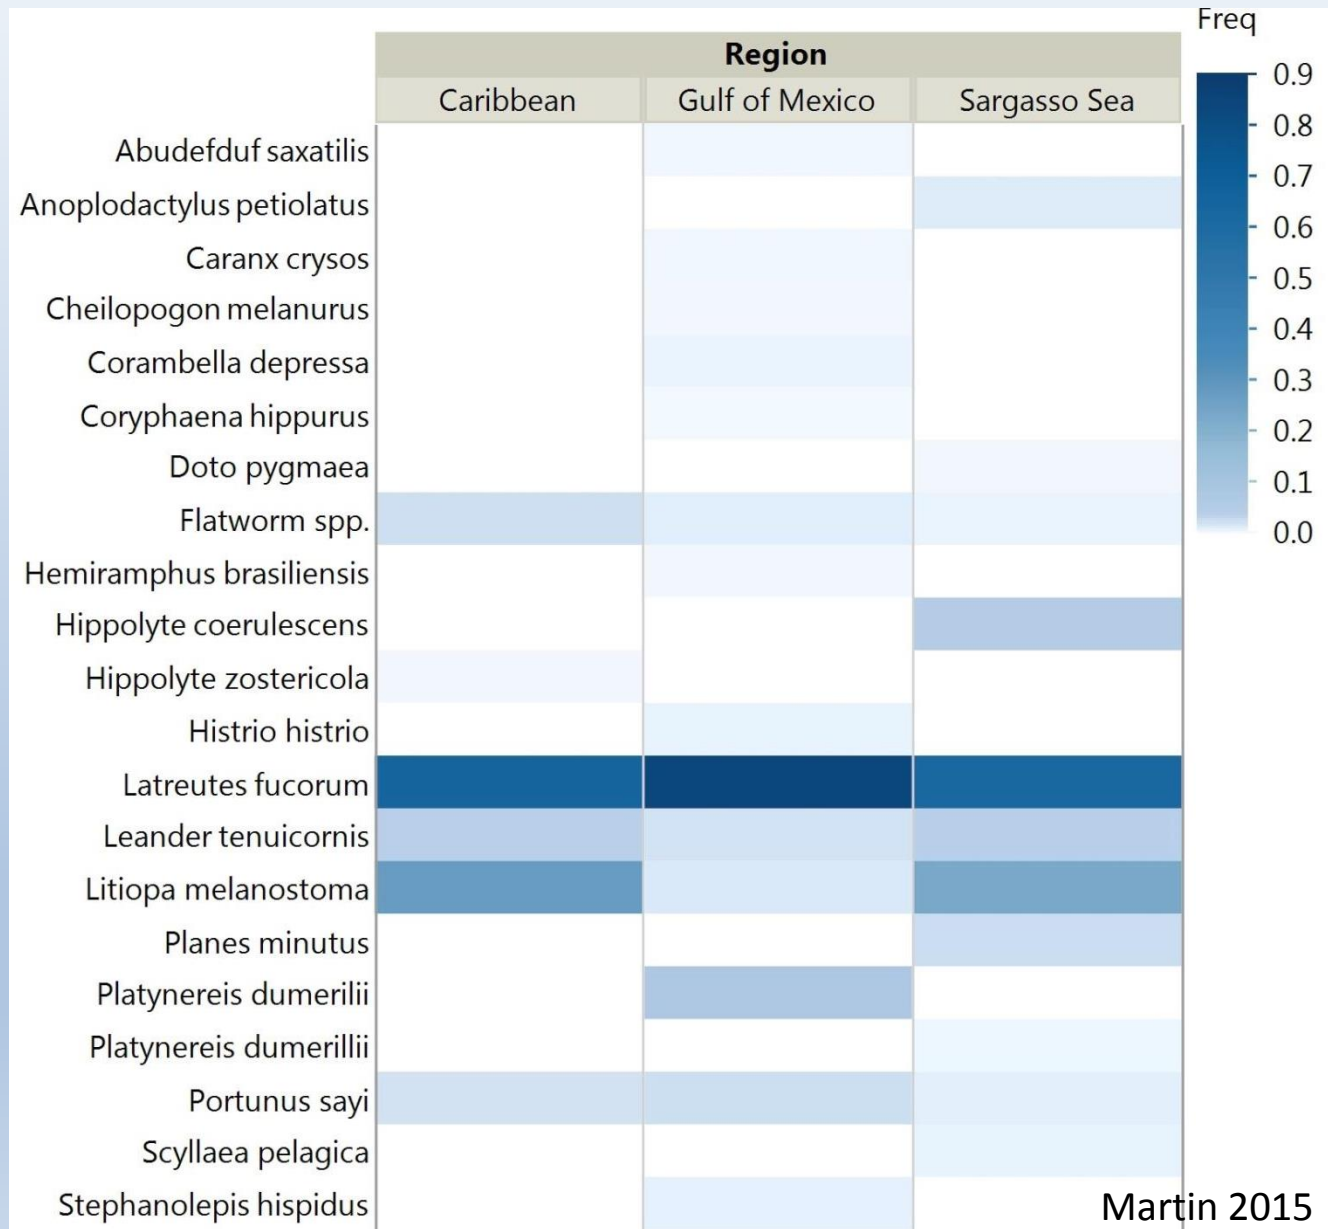 Freq
Region
Caribbean Gulf of Mexico Sargasso Sea
0.9
0.8
0.7
0.6
0.5
0.4
0.3
0.2
0.1
0.0
Abudefduf saxatilis
Anoplodactylus petiolatus
Caranx crysos
Cheilopogon melanurus
Corambella depressa
Coryphaena hippurus
Doto pygmaea
Flatworm spp.
Hemiramphus brasiliensis
Hippolyte coerulescens
Hippolyte zostericola
Histrio histrio
Latreutes fucorum
Leander tenuicornis
Litiopa melanostoma
Planes minutus
Platynereis dumerilii
Platynereis dumerillii
Portunus sayi
Scyllaea pelagica
Stephanolepis hispidus
Martin 2015